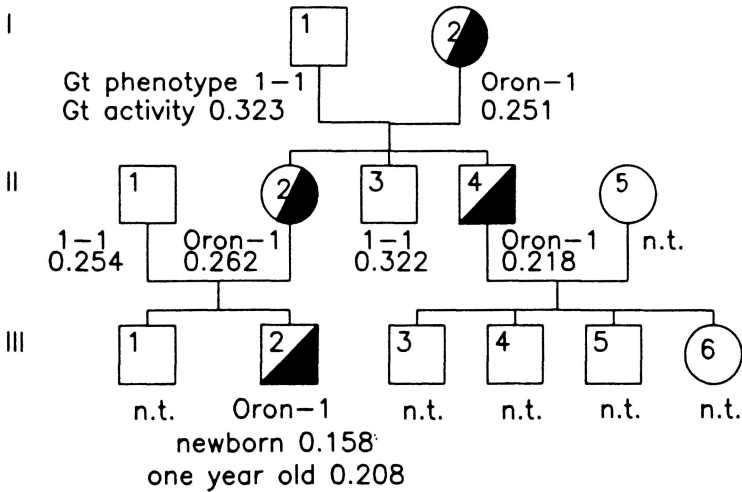 I
1
2
Gt phenotype 1-1
Oron-1
Gt activity 0.323
0.251
II
1
2
3
4
5
1-1
Oron-1
1-1
Oron-1
n.t.
0.254
0.262
0.322
0.218
III
1
2
3
4
5
6
n.t.
Oron-1
n.t.
n.t.
n.t.
n.t.
newborn 0.158
one year old 0.208